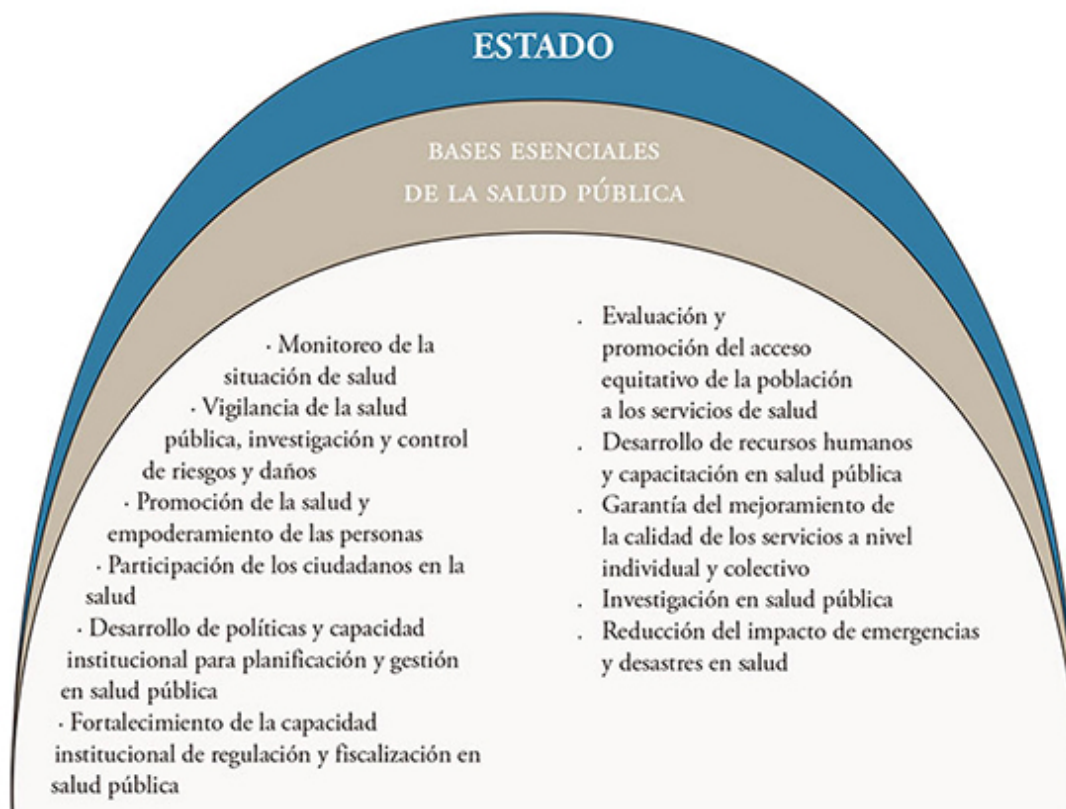 ESTADO
BASES ESENCIALES
DE LA SALUD PÚBLICA
· Monitoreo de la
situación de salud
· Vigilancia de la salud
pública, investigación y control
de riesgos y daños
· Promoción de la salud y
empoderamiento de las personas
· Participación de los ciudadanos en la
salud
· Desarrollo de políticas y capacidad
institucional para planificación y gestión
en salud pública
· Fortalecimiento de la capacidad
institucional de regulación y fiscalización en
salud pública
. Evaluación y
promoción del acceso
equitativo de la población
a los servicios de salud
. Desarrollo de recursos humanos
y capacitación en salud pública
. Garantía del mejoramiento de
la calidad de los servicios a nivel
individual y colectivo
. Investigación en salud pública
. Reducción del impacto de emergencias
y desastres en salud